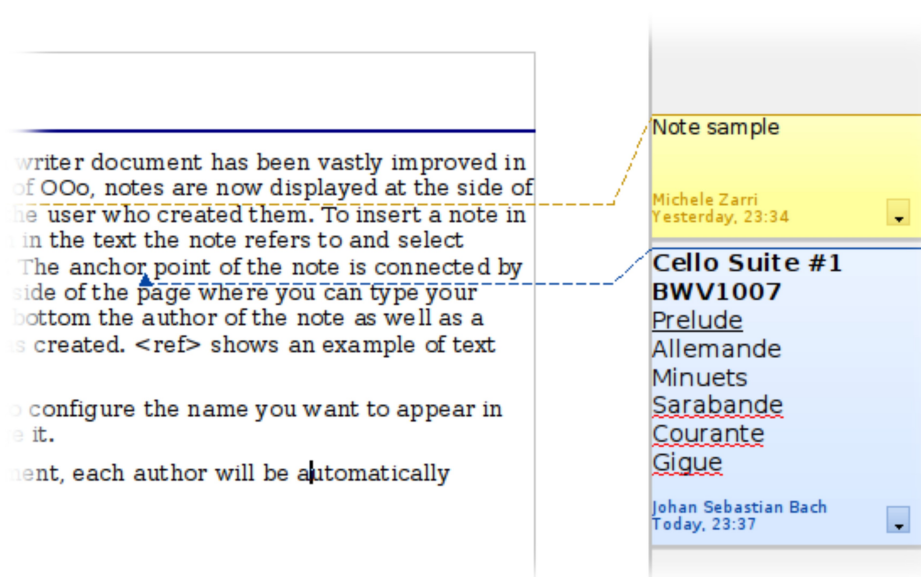 writer document has been vastly improved in
of OOo, notes are now displayed at the side of
he user who created them. To insert a note in
in the text the note refers to and select
The anchor point of the note is connected by
side of the page where you can type your
bottom the author of the note as well as a
s created. <ref> shows an example of text
o configure the name you want to appear in
e it.
ment, each author will be automatically
Note sample
Michele Zarri
Yesterday, 23:34
Cello Suite #1
BWV1007
Prelude
Allemande
Minuets
Sarabande
Courante
Gigue
Johan Sebastian Bach
Today, 23:37